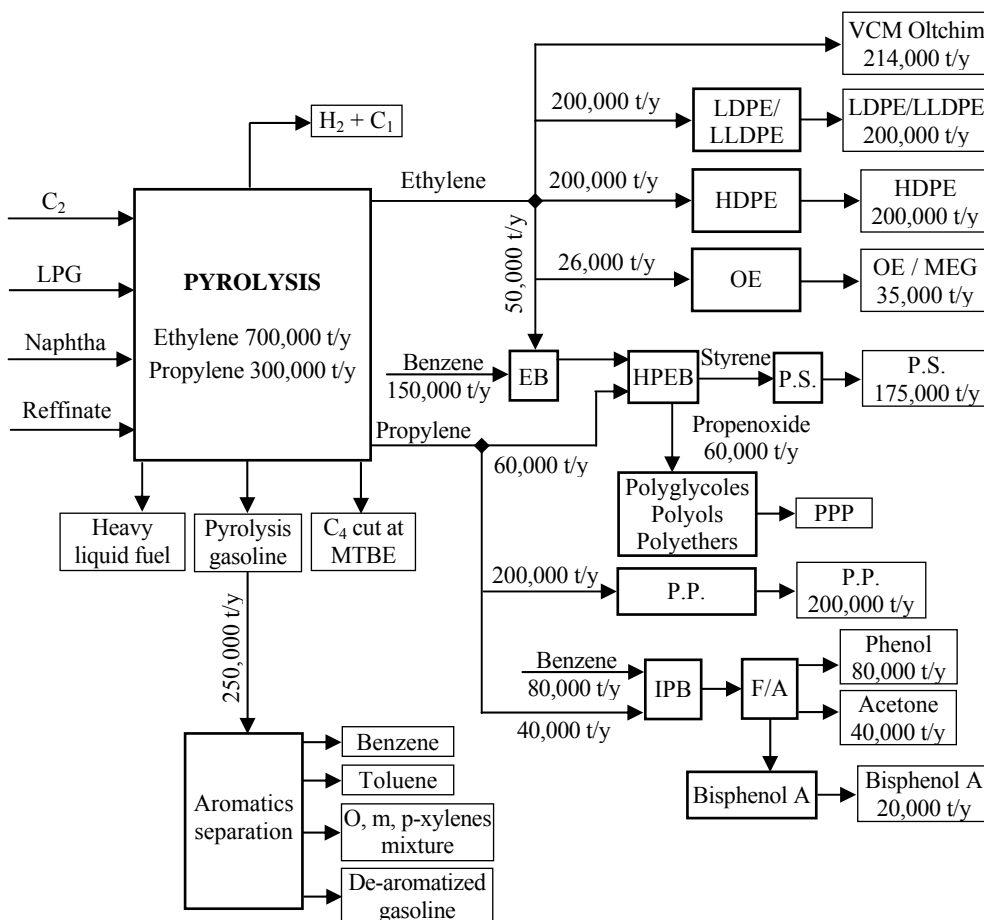 VCM Oltchim
214,000 t/y
H2 + C1
200,000 t/y
LDPE/
LLDPE
LDPE/LLDPE
200,000 t/y
Ethylene
200,000 t/y
HDPE
HDPE
200,000 t/y
C2
LPG
Naphtha
Reffinate
PYROLYSIS
Ethylene 700,000 t/y
Propylene 300,000 t/y
50,000 t/y
26,000 t/y
OE
OE / MEG
35,000 t/y
Benzene
150,000 t/y
EB
HPEB
Styrene
P.S.
P.S.
175,000 t/y
Propylene
60,000 t/y
Propenoxide
60,000 t/y
Polyglycoles
Polyols
Polyethers
PPP
Heavy
liquid fuel
Pyrolysis
gasoline
C4 cut at
MTBE
200,000 t/y
P.P.
P.P.
200,000 t/y
250,000 t/y
Benzene
80,000 t/y
40,000 t/y
IPB
F/A
Phenol
80,000 t/y
Acetone
40,000 t/y
Bisphenol A
Bisphenol A
20,000 t/y
Aromatics
separation
Benzene
Toluene
O, m, p-xylenes
mixture
De-aromatized
gasoline